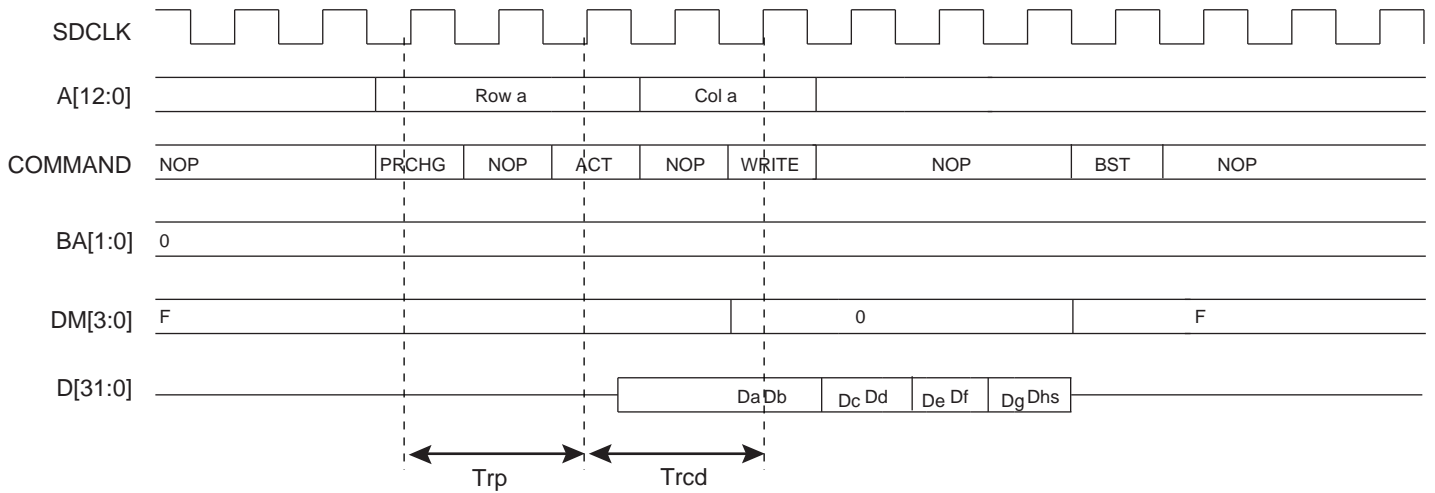 SDCLK
A[12:0] Row a Col a
COMMAND NOP PRCHG NOP ACT NOP WRITE NOP BST NOP
BA[1:0] 0
DM[3:0] F 0 F
D[31:0] Da Db Dc Dd De Df Dg Dhs
Trp Trcd